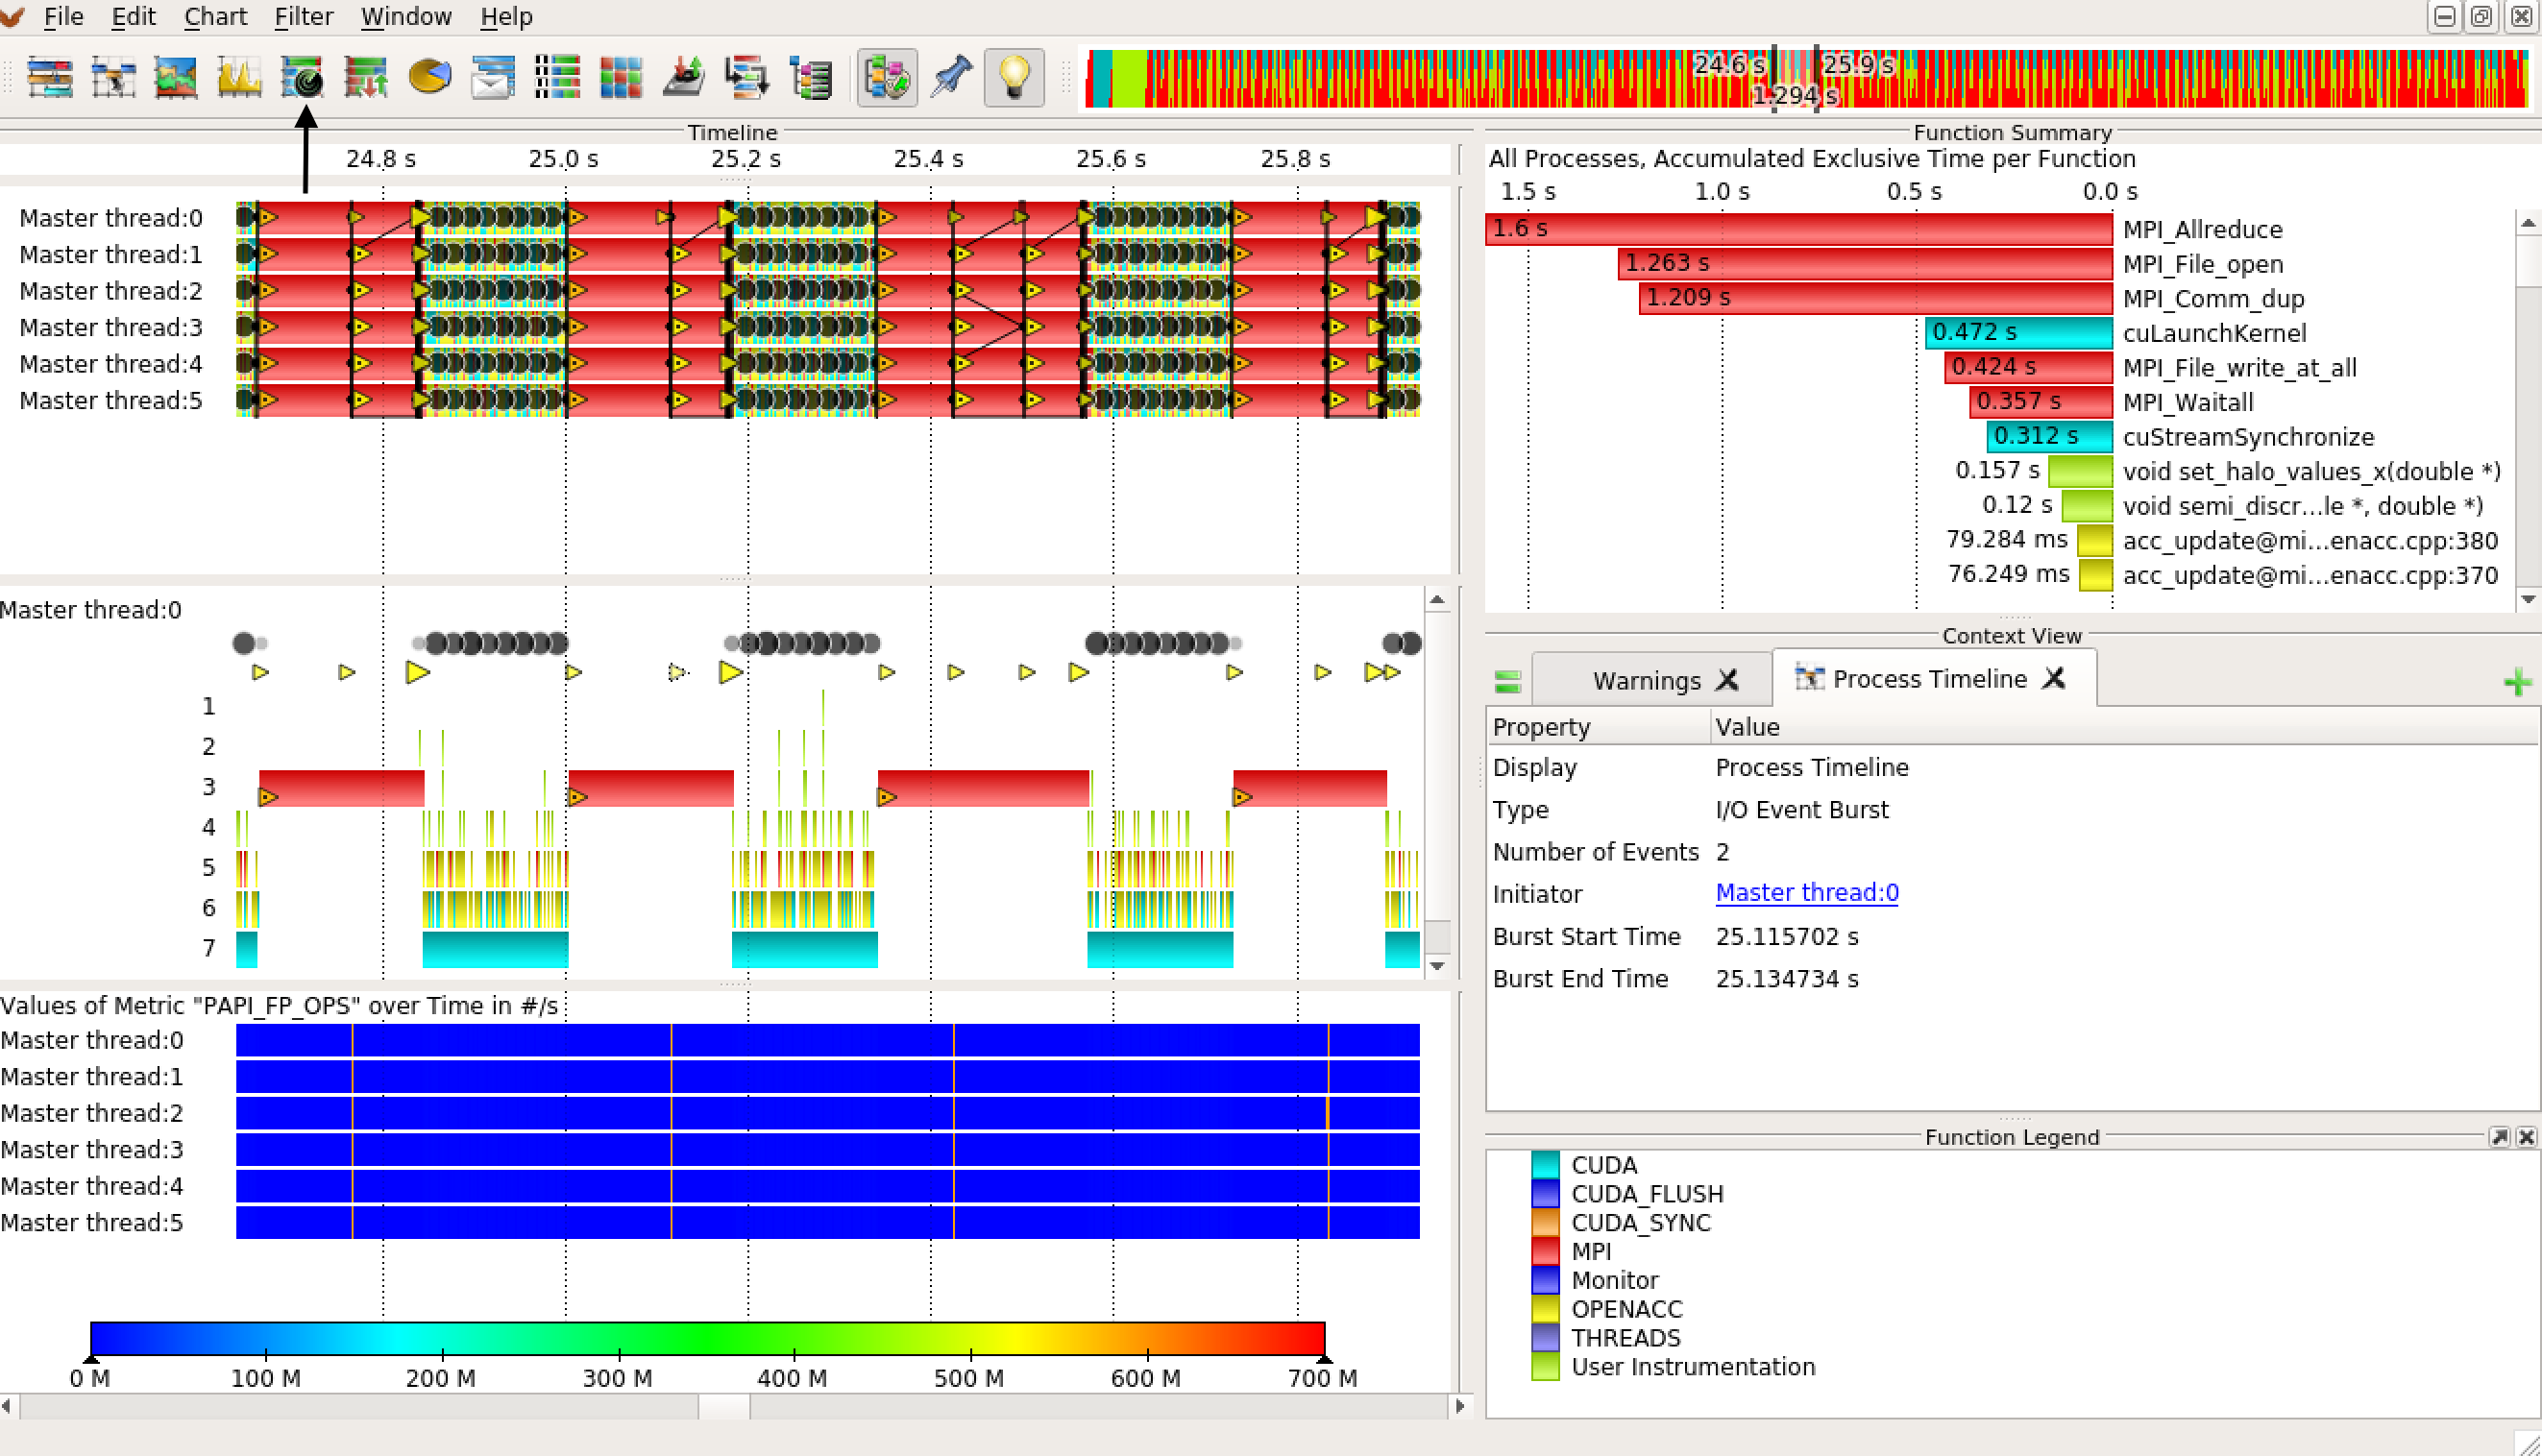 File Edit Chart Filter Window Help
24.6 s 25.9 s
1.294 s
Timeline
24.8 s 25.0 s 25.2 s 25.4 s 25.6 s 25.8 s
Master thread:0
Master thread:1
Master thread:2
Master thread:3
Master thread:4
Master thread:5
Master thread:0
1
2
3
4
5
6
7
Values of Metric "PAPI_FP_OPS" over Time in #/s
Master thread:0
Master thread:1
Master thread:2
Master thread:3
Master thread:4
Master thread:5
0 M 100 M 200 M 300 M 400 M 500 M 600 M 700 M
Function Summary
All Processes, Accumulated Exclusive Time per Function
1.5 s 1.0 s 0.5 s 0.0 s
1.6 s MPI_Allreduce
1.263 s MPI_File_open
1.209 s MPI_Comm_dup
0.472 s cuLaunchKernel
0.424 s MPI_File_write_at_all
0.357 s MPI_Waitall
0.312 s cuStreamSynchronize
0.157 s void set_halo_values_x(double *)
0.12 s void semi_discr...le *, double *)
79.284 ms acc_update@mi...enacc.cpp:380
76.249 ms acc_update@mi...enacc.cpp:370
Context View
Warnings Process Timeline
Property Value
Display Process Timeline
Type I/O Event Burst
Number of Events 2
Initiator Master thread:0
Burst Start Time 25.115702 s
Burst End Time 25.134734 s
Function Legend
CUDA
CUDA_FLUSH
CUDA_SYNC
MPI
Monitor
OPENACC
THREADS
User Instrumentation